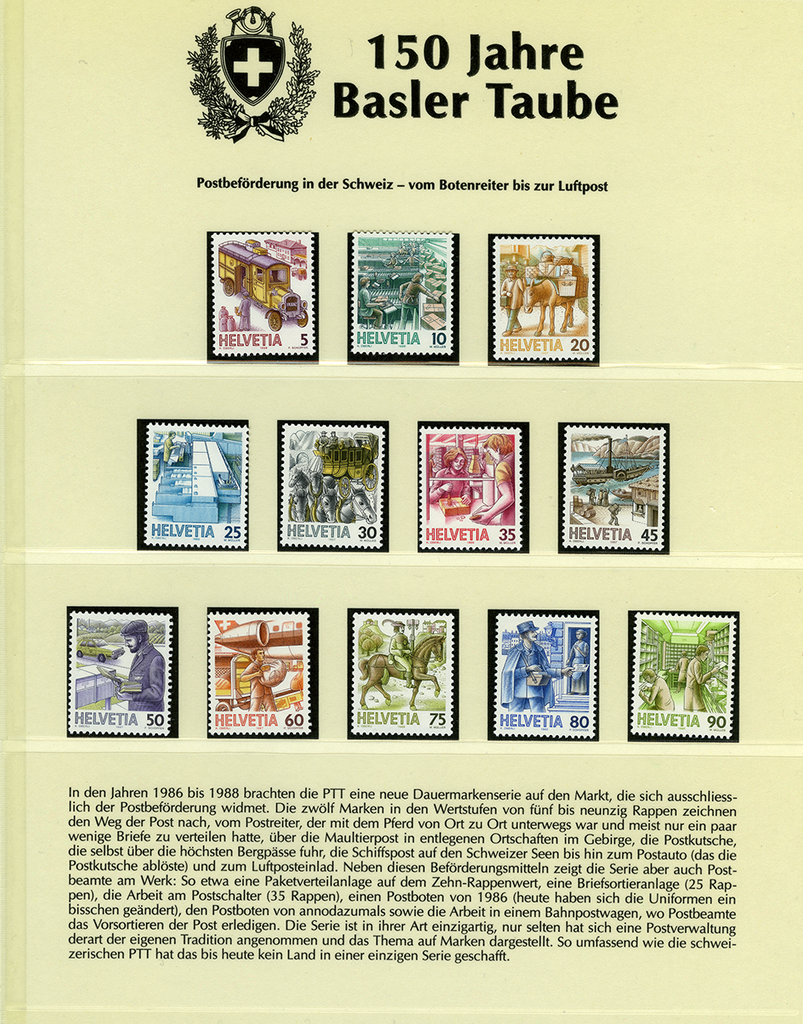 150 Jahre
Basler Taube
Postbeförderung in der Schweiz – vom Botenreiter bis zur Luftpost
HELVETIA 5
HELVETIA 10
HELVETIA 20
HELVETIA 25
HELVETIA 30
HELVETIA 35
HELVETIA 45
HELVETIA 50
HELVETIA 60
HELVETIA 75
HELVETIA 80
HELVETIA 90
In den Jahren 1986 bis 1988 brachten die PTT eine neue Dauermarkenserie auf den Markt, die sich ausschliess-
lich der Postbeförderung widmet. Die zwölf Marken in den Wertstufen von fünf bis neunzig Rappen zeichnen
den Weg der Post nach, vom Postreiter, der mit dem Pferd von Ort zu Ort unterwegs war und meist nur ein paar
wenige Briefe zu verteilen hatte, über die Maultierpost in entlegenen Ortschaften im Gebirge, die Postkutsche,
die selbst über die höchsten Bergpässe fuhr, die Schiffspost auf den Schweizer Seen bis hin zum Postauto (das die
Postkutsche ablöste) und zum Luftposteinlad. Neben diesen Beförderungsmitteln zeigt die Serie aber auch Post-
beamte am Werk: So etwa eine Paketverteilanlage auf dem Zehn-Rappenwert, eine Briefsortieranlage (25 Rap-
pen), die Arbeit am Postschalter (35 Rappen), einen Postboten von 1986 (heute haben sich die Uniformen ein
bisschen geändert), den Postboten von annodazumals sowie die Arbeit in einem Bahnpostwagen, wo Postbeamte
das Vorsortieren der Post erledigen. Die Serie ist in ihrer Art einzigartig, nur selten hat sich eine Postverwaltung
derart der eigenen Tradition angenommen und das Thema auf Marken dargestellt. So umfassend wie die schwei-
zerischen PTT hat das bis heute kein Land in einer einzigen Serie geschafft.